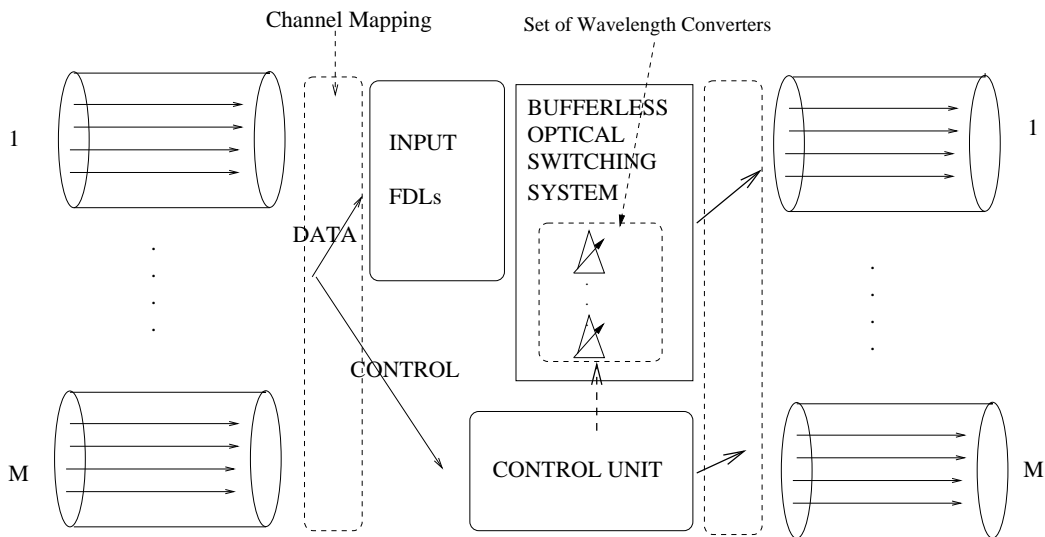 Channel Mapping
Set of Wavelength Converters
1
INPUT
FDLs
BUFFERLESS
OPTICAL
SWITCHING
SYSTEM
1
DATA
CONTROL
M
CONTROL UNIT
M